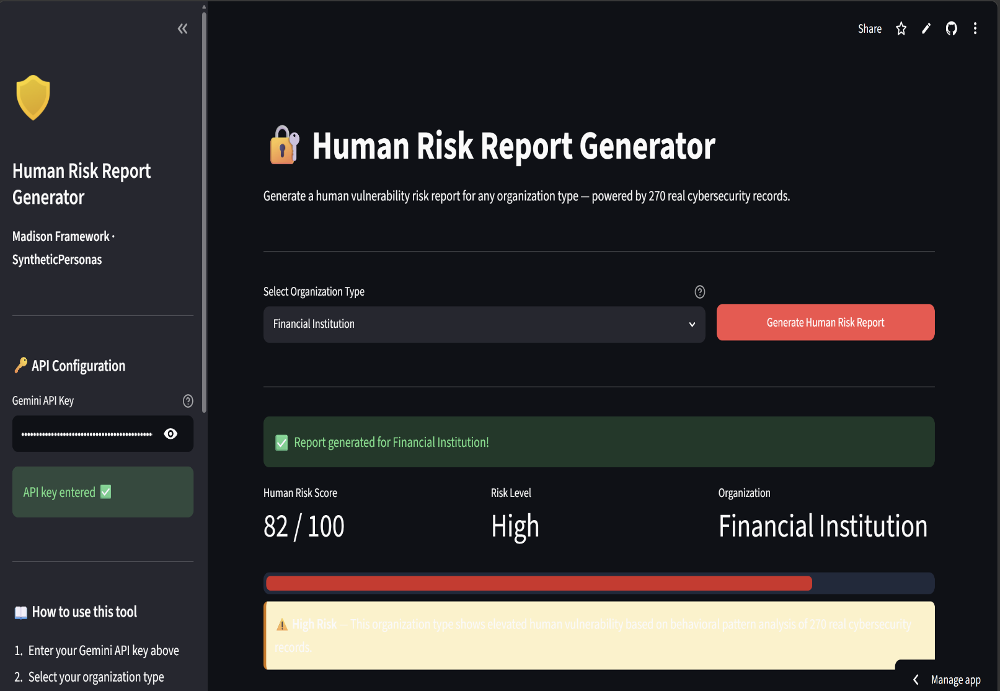 Human Risk Report
Generator
Madison Framework ·
SyntheticPersonas
API Configuration
Gemini API Key
••••••••••••••••••••••••••••••••••••••••
API key entered
How to use this tool
1. Enter your Gemini API key above
2. Select your organization type
Share
Human Risk Report Generator
Generate a human vulnerability risk report for any organization type — powered by 270 real cybersecurity records.
Select Organization Type
Financial Institution
Generate Human Risk Report
Report generated for Financial Institution!
Human Risk Score
82 / 100
Risk Level
High
Organization
Financial Institution
High Risk — This organization type shows elevated human vulnerability based on behavioral pattern analysis of 270 real cybersecurity
records.
Manage app